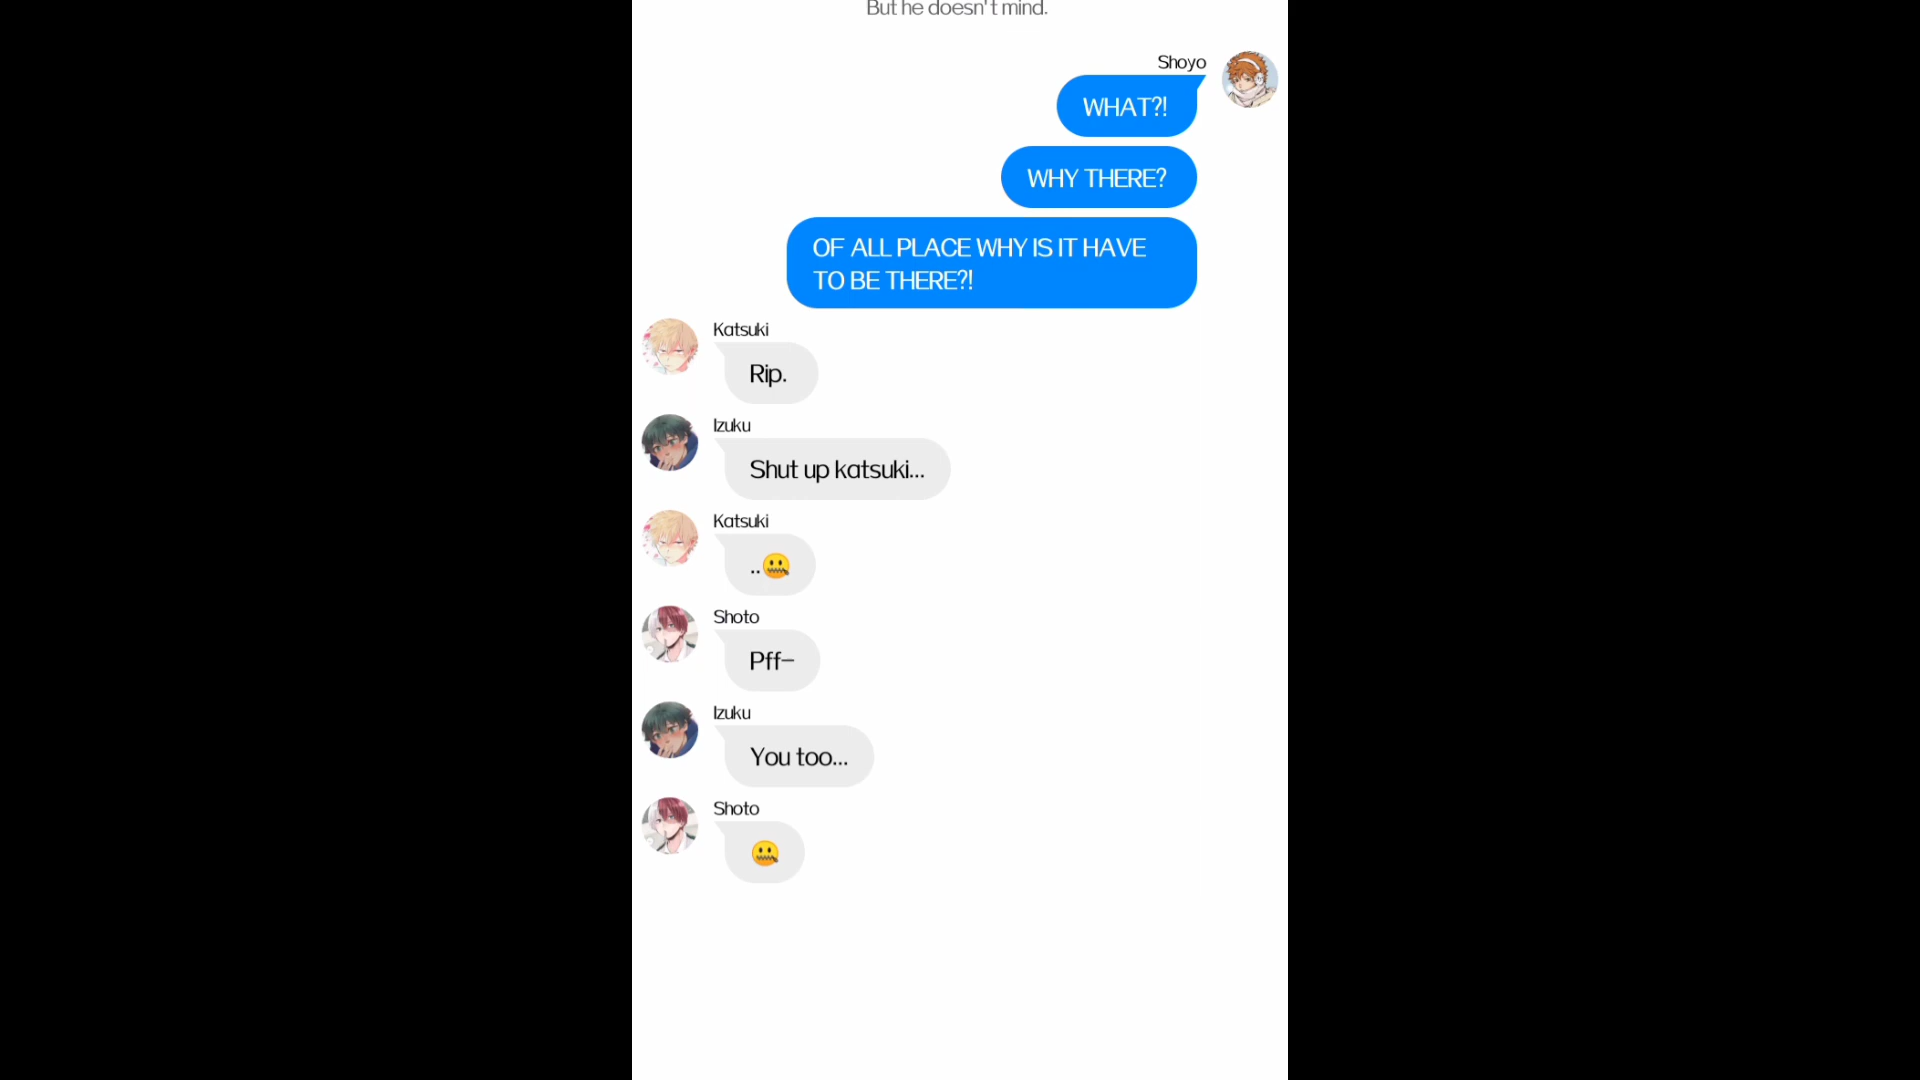 But he doesn't mind.
Shoyo
WHAT?!
WHY THERE?
OF ALL PLACE WHY IS IT HAVE
TO BE THERE?!
Katsuki
Rip.
Izuku
Shut up katsuki...
Katsuki
..🤐
Shoto
Pff–
Izuku
You too...
Shoto
🤐